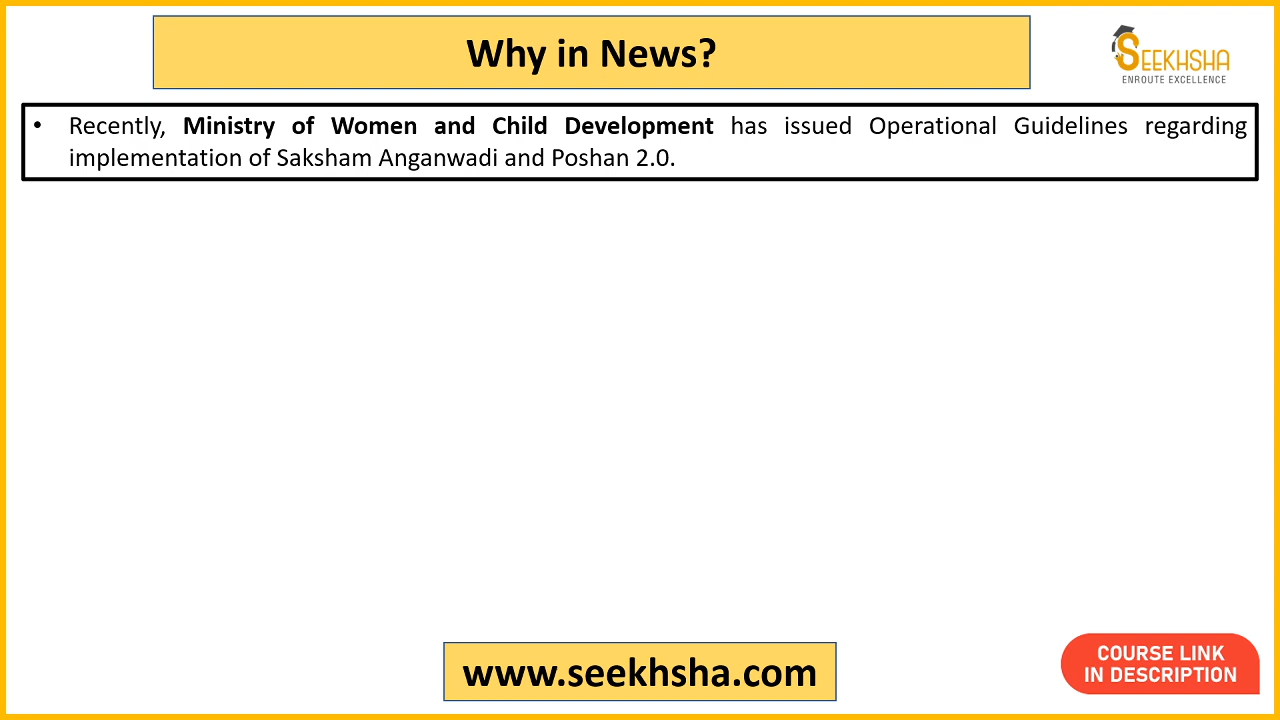 Why in News?
SEEKHSHA
ENROUTE EXCELLENCE
• Recently, Ministry of Women and Child Development has issued Operational Guidelines regarding
implementation of Saksham Anganwadi and Poshan 2.0.
www.seekhsha.com
COURSE LINK
IN DESCRIPTION